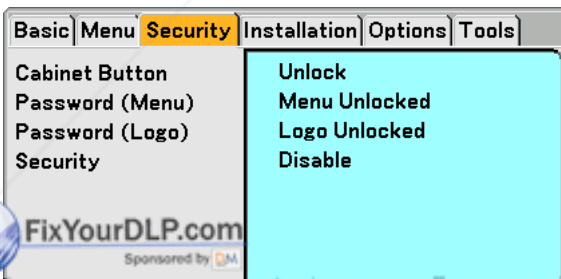 Basic Menu Security Installation Options Tools
Cabinet Button Unlock
Password (Menu) Menu Unlocked
Password (Logo) Logo Unlocked
Security Disable
FixYourDLP.com
Sponsored by DM